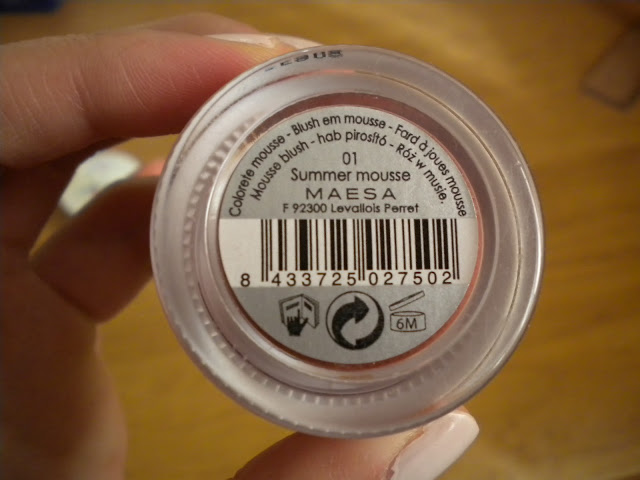 Colorete mousse - Blush em mousse - Fard à joues mousse
Mousse blush - hab pirosító - Róż w musie.
01
Summer mousse
MAESA
F 92300 Levallois Perret
8 433725 027502
6M